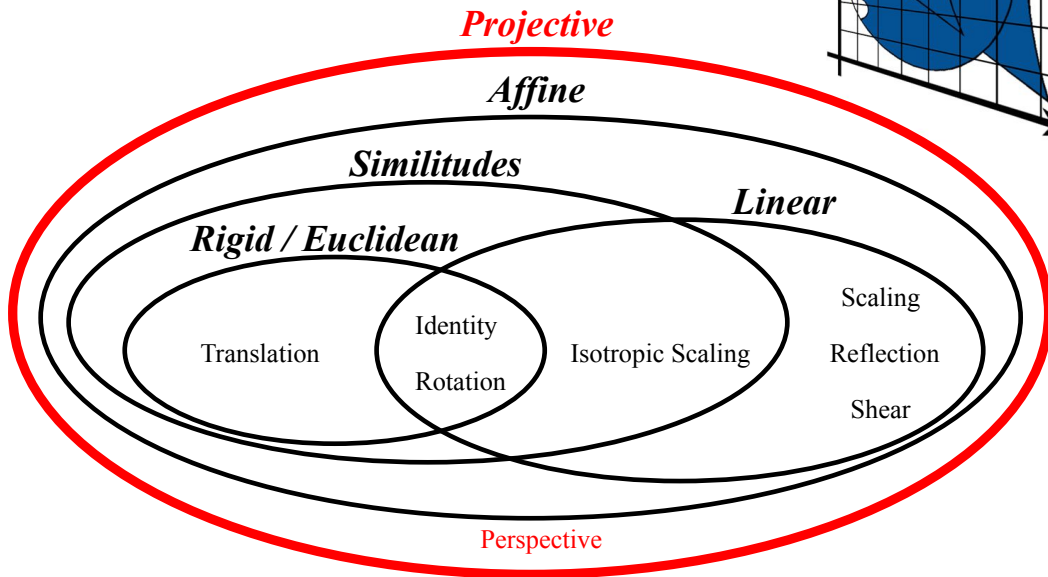 Projective
Affine
Similitudes
Linear
Rigid / Euclidean
Scaling
Identity
Translation
Isotropic Scaling
Reflection
Rotation
Shear
Perspective